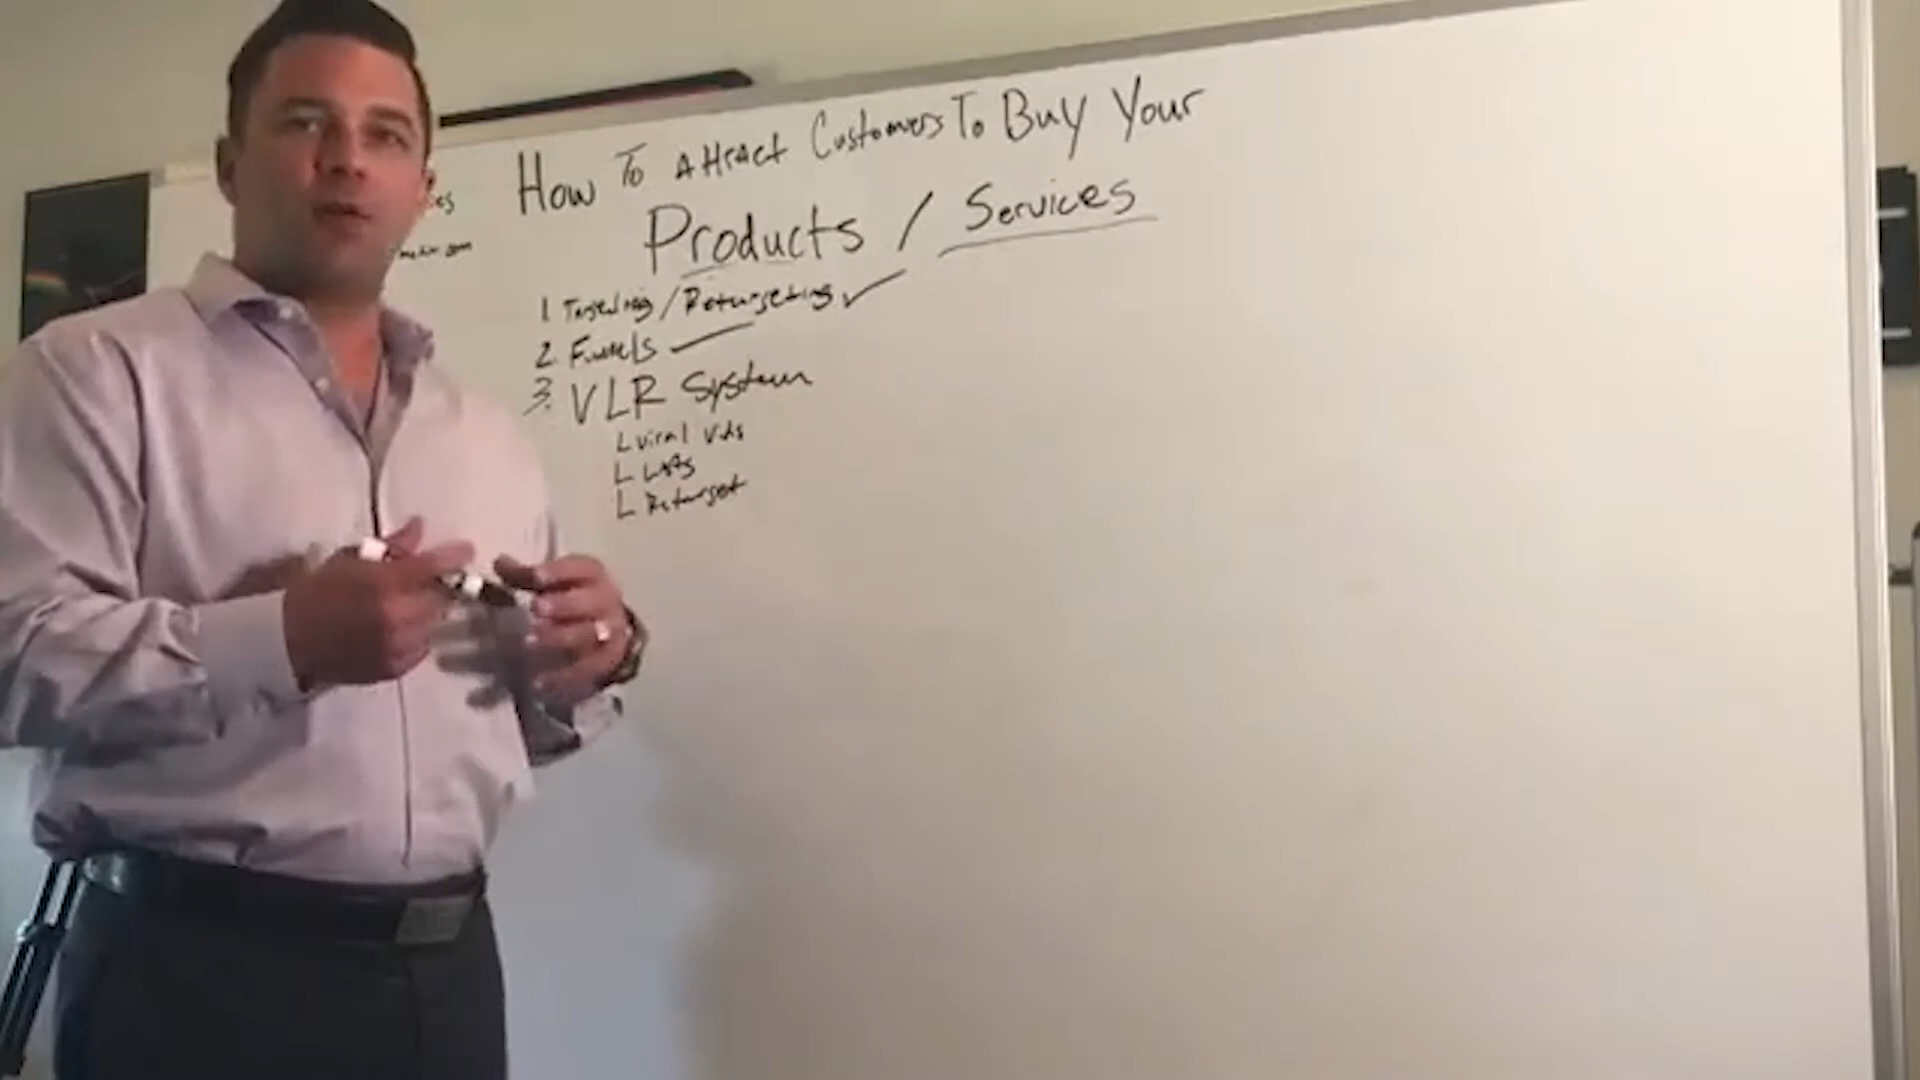 How To Attract Customers To Buy Your
Products / Services
1 Targeting / Retargeting ✓
2. Funnels
3. VLR System
L Viral Vids
L LAAs
L Retarget